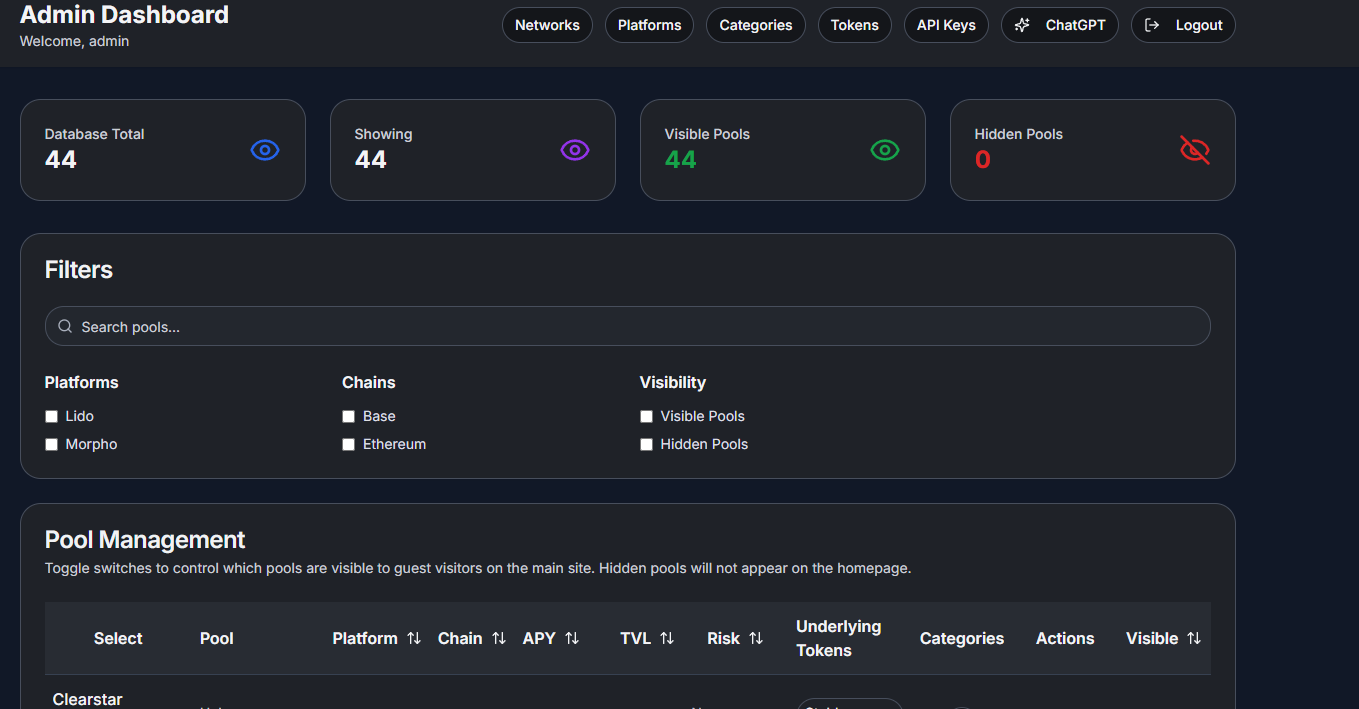 Admin Dashboard
Welcome, admin
Networks
Platforms
Categories
Tokens
API Keys
ChatGPT
Logout
Database Total
44
Showing
44
Visible Pools
44
Hidden Pools
0
Filters
Search pools...
Platforms
Lido
Morpho
Chains
Base
Ethereum
Visibility
Visible Pools
Hidden Pools
Pool Management
Toggle switches to control which pools are visible to guest visitors on the main site. Hidden pools will not appear on the homepage.
Select
Pool
Platform
Chain
APY
TVL
Risk
Underlying
Tokens
Categories
Actions
Visible
Clearstar